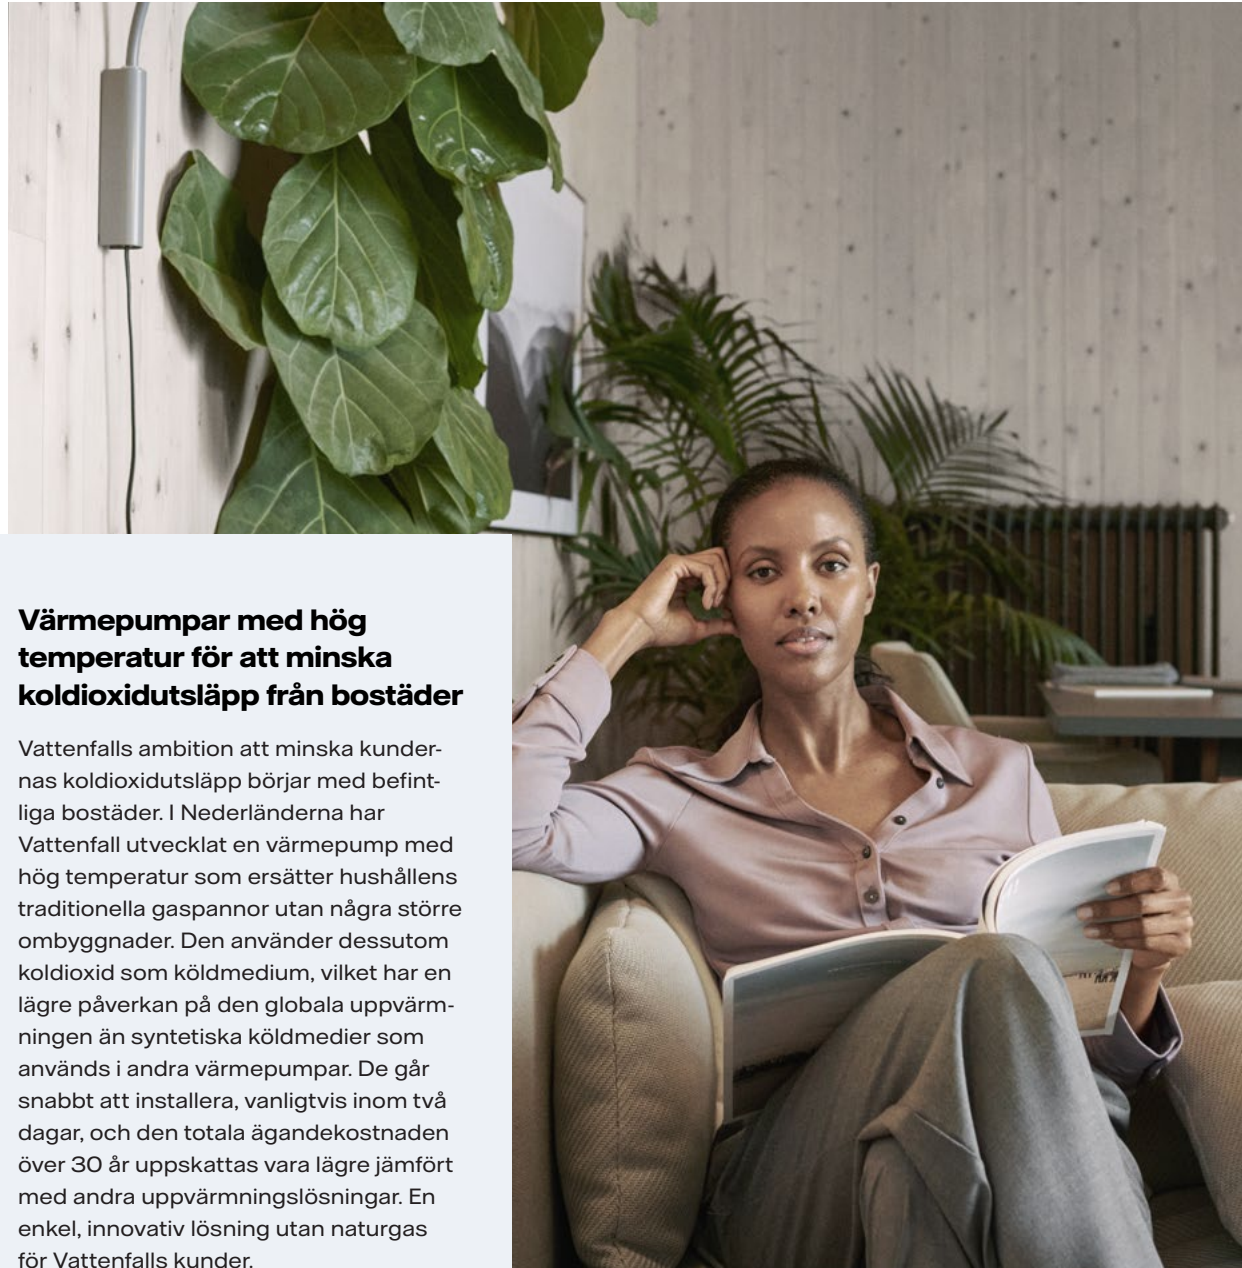 Värmepumpar med hög
temperatur för att minska
koldioxidutsläpp från bostäder
Vattenfalls ambition att minska kunder-
nas koldioxidutsläpp börjar med befint-
liga bostäder. I Nederländerna har
Vattenfall utvecklat en värmepump med
hög temperatur som ersätter hushållens
traditionella gaspannor utan några större
ombyggnader. Den använder dessutom
koldioxid som köldmedium, vilket har en
lägre påverkan på den globala uppvärm-
ningen än syntetiska köldmedier som
används i andra värmepumpar. De går
snabbt att installera, vanligtvis inom två
dagar, och den totala ägandekostnaden
över 30 år uppskattas vara lägre jämfört
med andra uppvärmningslösningar. En
enkel, innovativ lösning utan naturgas
för Vattenfalls kunder.